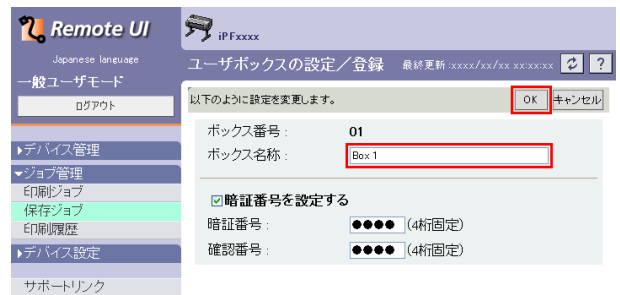 Remote UI
Japanese language
一般ユーザモード
ログアウト
▶デバイス管理
▼ジョブ管理
印刷ジョブ
保存ジョブ
印刷履歴
▶デバイス設定
サポートリンク
iPFxxxx
ユーザボックスの設定／登録 最終更新:xxxx/xx/xx xx:xx:xx ?
以下のように設定を変更します。 OK キャンセル
ボックス番号: 01
ボックス名称: Box 1
☑暗証番号を設定する
暗証番号: ●●●● (4桁固定)
確認番号: ●●●● (4桁固定)